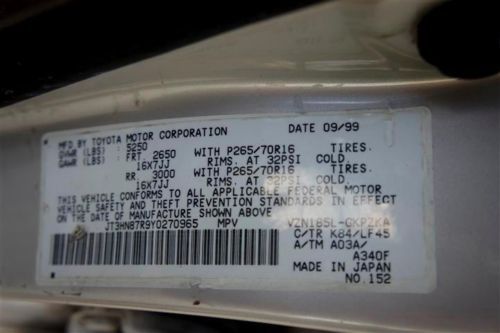 MFD BY TOYOTA MOTOR CORPORATION DATE 09/99
GVWR (LBS) : 5250
GAWR (LBS) : FRT 2650 WITH P265/70R16 TIRES.
16X7JJ RIMS. AT 32PSI COLD
RR 3000 WITH P265/70R16 TIRES.
16X7JJ RIMS. AT 32PSI COLD
THIS VEHICLE CONFORMS TO ALL APPLICABLE FEDERAL MOTOR
VEHICLE SAFETY AND THEFT PREVENTION STANDARDS IN EFFECT ON
THE DATE OF MANUFACTURE SHOWN ABOVE.
JT3HN87R9Y0270965 MPV VZN185L-GKPZKA
C/TR K84/LF45
A/TM A03A/
A340F
MADE IN JAPAN
NO.152